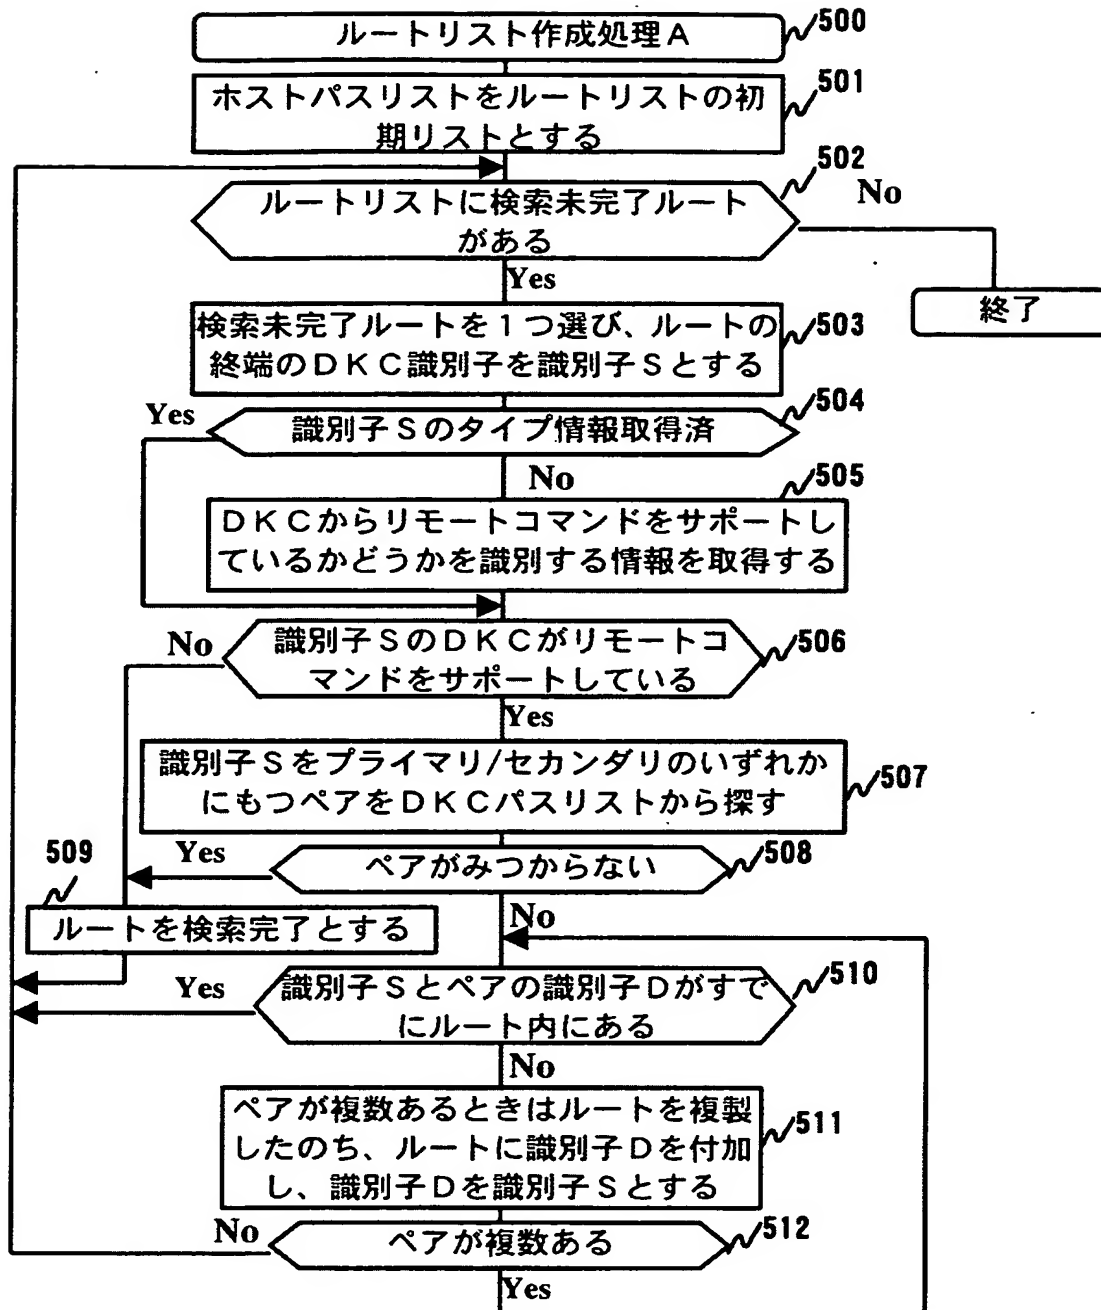 ルートリスト作成処理A
500
ホストパスリストをルートリストの初
期リストとする
501
502
ルートリストに検索未完了ルート
がある
No
Yes
終了
検索未完了ルートを1つ選び、ルートの
終端のDKC識別子を識別子Sとする
503
Yes
識別子Sのタイプ情報取得済
504
No
505
DKCからリモートコマンドをサポートし
ているかどうかを識別する情報を取得する
No
識別子SのDKCがリモートコ
マンドをサポートしている
506
Yes
識別子Sをプライマリ/セカンダリのいずれか
にもつペアをDKCパスリストから探す
507
509
Yes
ペアがみつからない
508
No
ルートを検索完了とする
Yes
識別子Sとペアの識別子Dがすで
にルート内にある
510
No
ペアが複数あるときはルートを複製
したのち、ルートに識別子Dを付加
し、識別子Dを識別子Sとする
511
No
ペアが複数ある
512
Yes